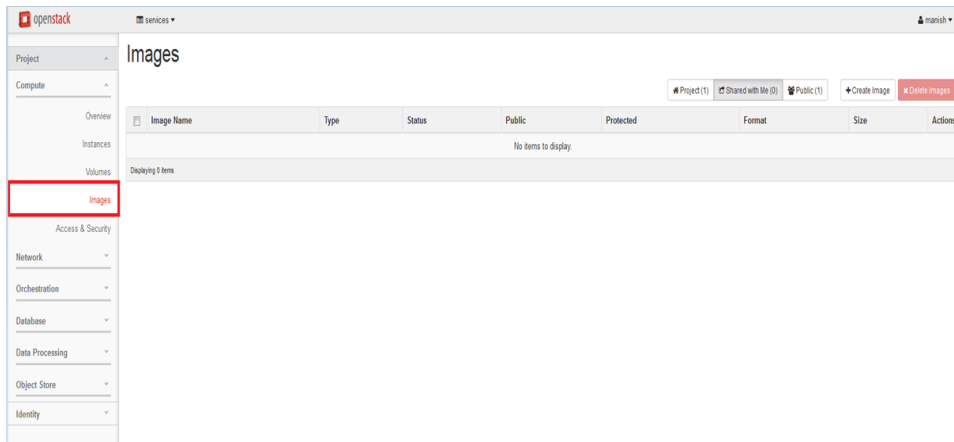 openstack
services
manish
Project
Compute
Overview
Instances
Volumes
Images
Access & Security
Network
Orchestration
Database
Data Processing
Object Store
Identity
Images
Project (1) Shared with Me (0) Public (1) Create Image Delete Images
Image Name Type Status Public Protected Format Size Actions
No items to display.
Displaying 0 items